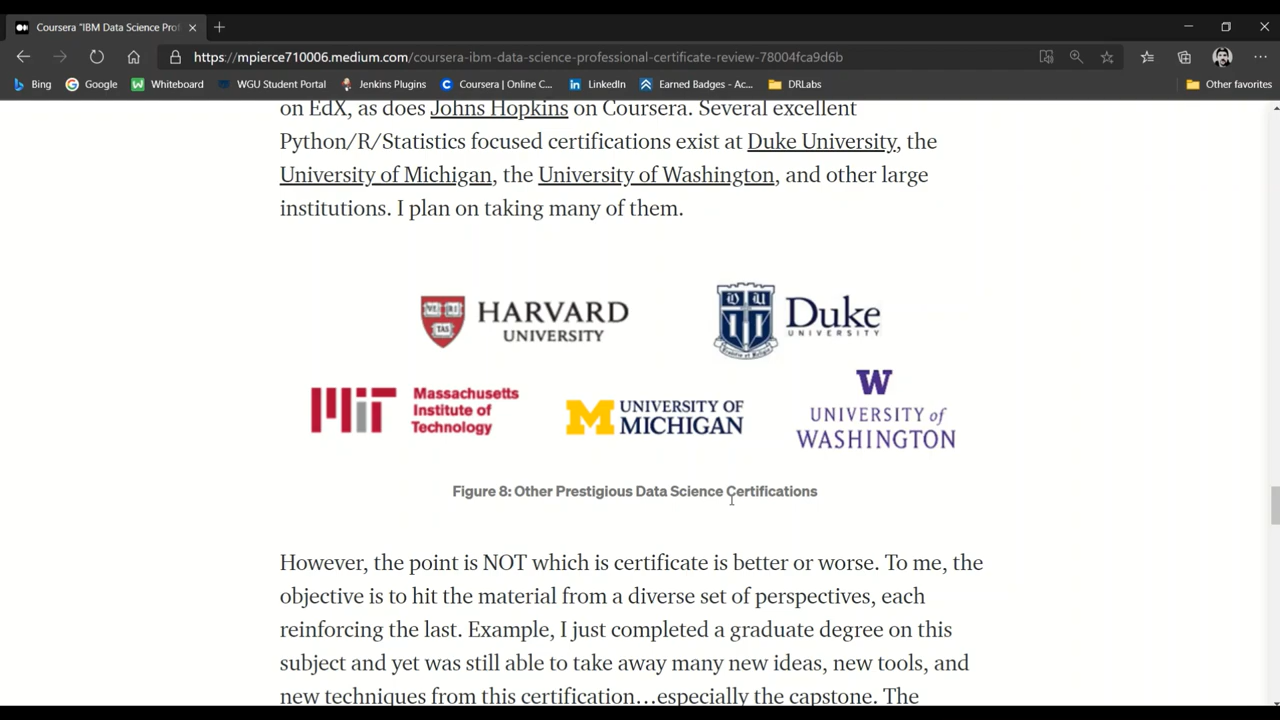 Coursera "IBM Data Science Pro
https://mpierce710006.medium.com/coursera-ibm-data-science-professional-certificate-review-78004fca9d6b
Bing Google Whiteboard WGU Student Portal Jenkins Plugins Coursera | Online C... LinkedIn Earned Badges - Ac... DRLabs Other favorites
on EdX, as does Johns Hopkins on Coursera. Several excellent
Python/R/Statistics focused certifications exist at Duke University, the
University of Michigan, the University of Washington, and other large
institutions. I plan on taking many of them.
HARVARD
UNIVERSITY
VE RI
TAS
D U
Duke
UNIVERSITY
MIT
Massachusetts
Institute of
Technology
M
UNIVERSITY OF
MICHIGAN
W
UNIVERSITY of
WASHINGTON
Figure 8: Other Prestigious Data Science Certifications
However, the point is NOT which is certificate is better or worse. To me, the
objective is to hit the material from a diverse set of perspectives, each
reinforcing the last. Example, I just completed a graduate degree on this
subject and yet was still able to take away many new ideas, new tools, and
new techniques from this certification…especially the capstone. The